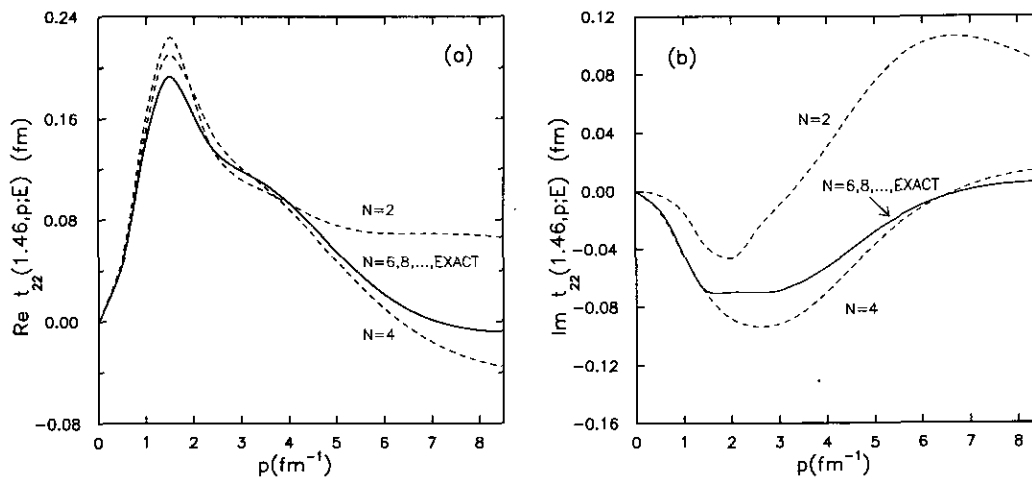 (a)
Re t₂₂(1.46,p;E) (fm)
0.24
0.16
0.08
0.00
-0.08
N=2
N=6,8,...,EXACT
N=4
0 1 2 3 4 5 6 7 8
p(fm⁻¹)
(b)
Im t₂₂(1.46,p;E) (fm)
0.12
0.08
0.04
0.00
-0.04
-0.08
-0.12
-0.16
N=2
N=6,8,...,EXACT
N=4
0 1 2 3 4 5 6 7 8
p(fm⁻¹)